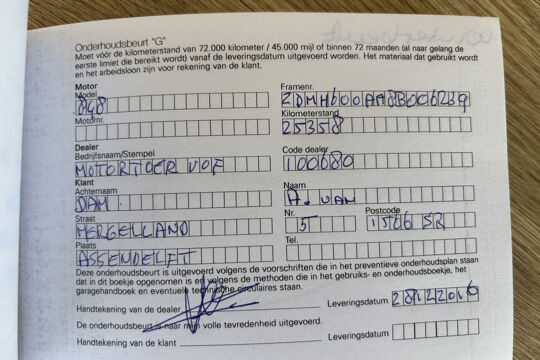 Onderhoudsbeurt "G"
Moet vóór de kilometerstand van 72.000 kilometer / 45.000 mijl of binnen 72 maanden (al naar gelang de
eerste limiet die bereikt wordt) vanaf de leveringsdatum uitgevoerd worden. Het materiaal dat gebruikt wordt
en het arbeidsloon zijn voor rekening van de klant.
Motor
Model
848
Framenr.
ZDMH600AA8B006239
Motornr.
Kilometerstand
25358
Dealer
Bedrijfsnaam/Stempel
MOTORTOER VOF
Code dealer
100680
Klant
Achternaam
DAM
Naam
A. VAN
Straat
MERGELLAND
Nr.
5
Postcode
1566 SR
Plaats
ASSENDELFT
Tel.
Deze onderhoudsbeurt is uitgevoerd volgens de voorschriften die in het preventieve onderhoudsplan staan
dat in dit boekje opgenomen is en volgens de methoden die in het gebruiks- en onderhoudsboekje, het
garagehandboek en eventuele technische circulaires staan.
Handtekening van de dealer
Leveringsdatum
De onderhoudsbeurt is naar mijn volle tevredenheid uitgevoerd.
Handtekening van de klant
Leveringsdatum